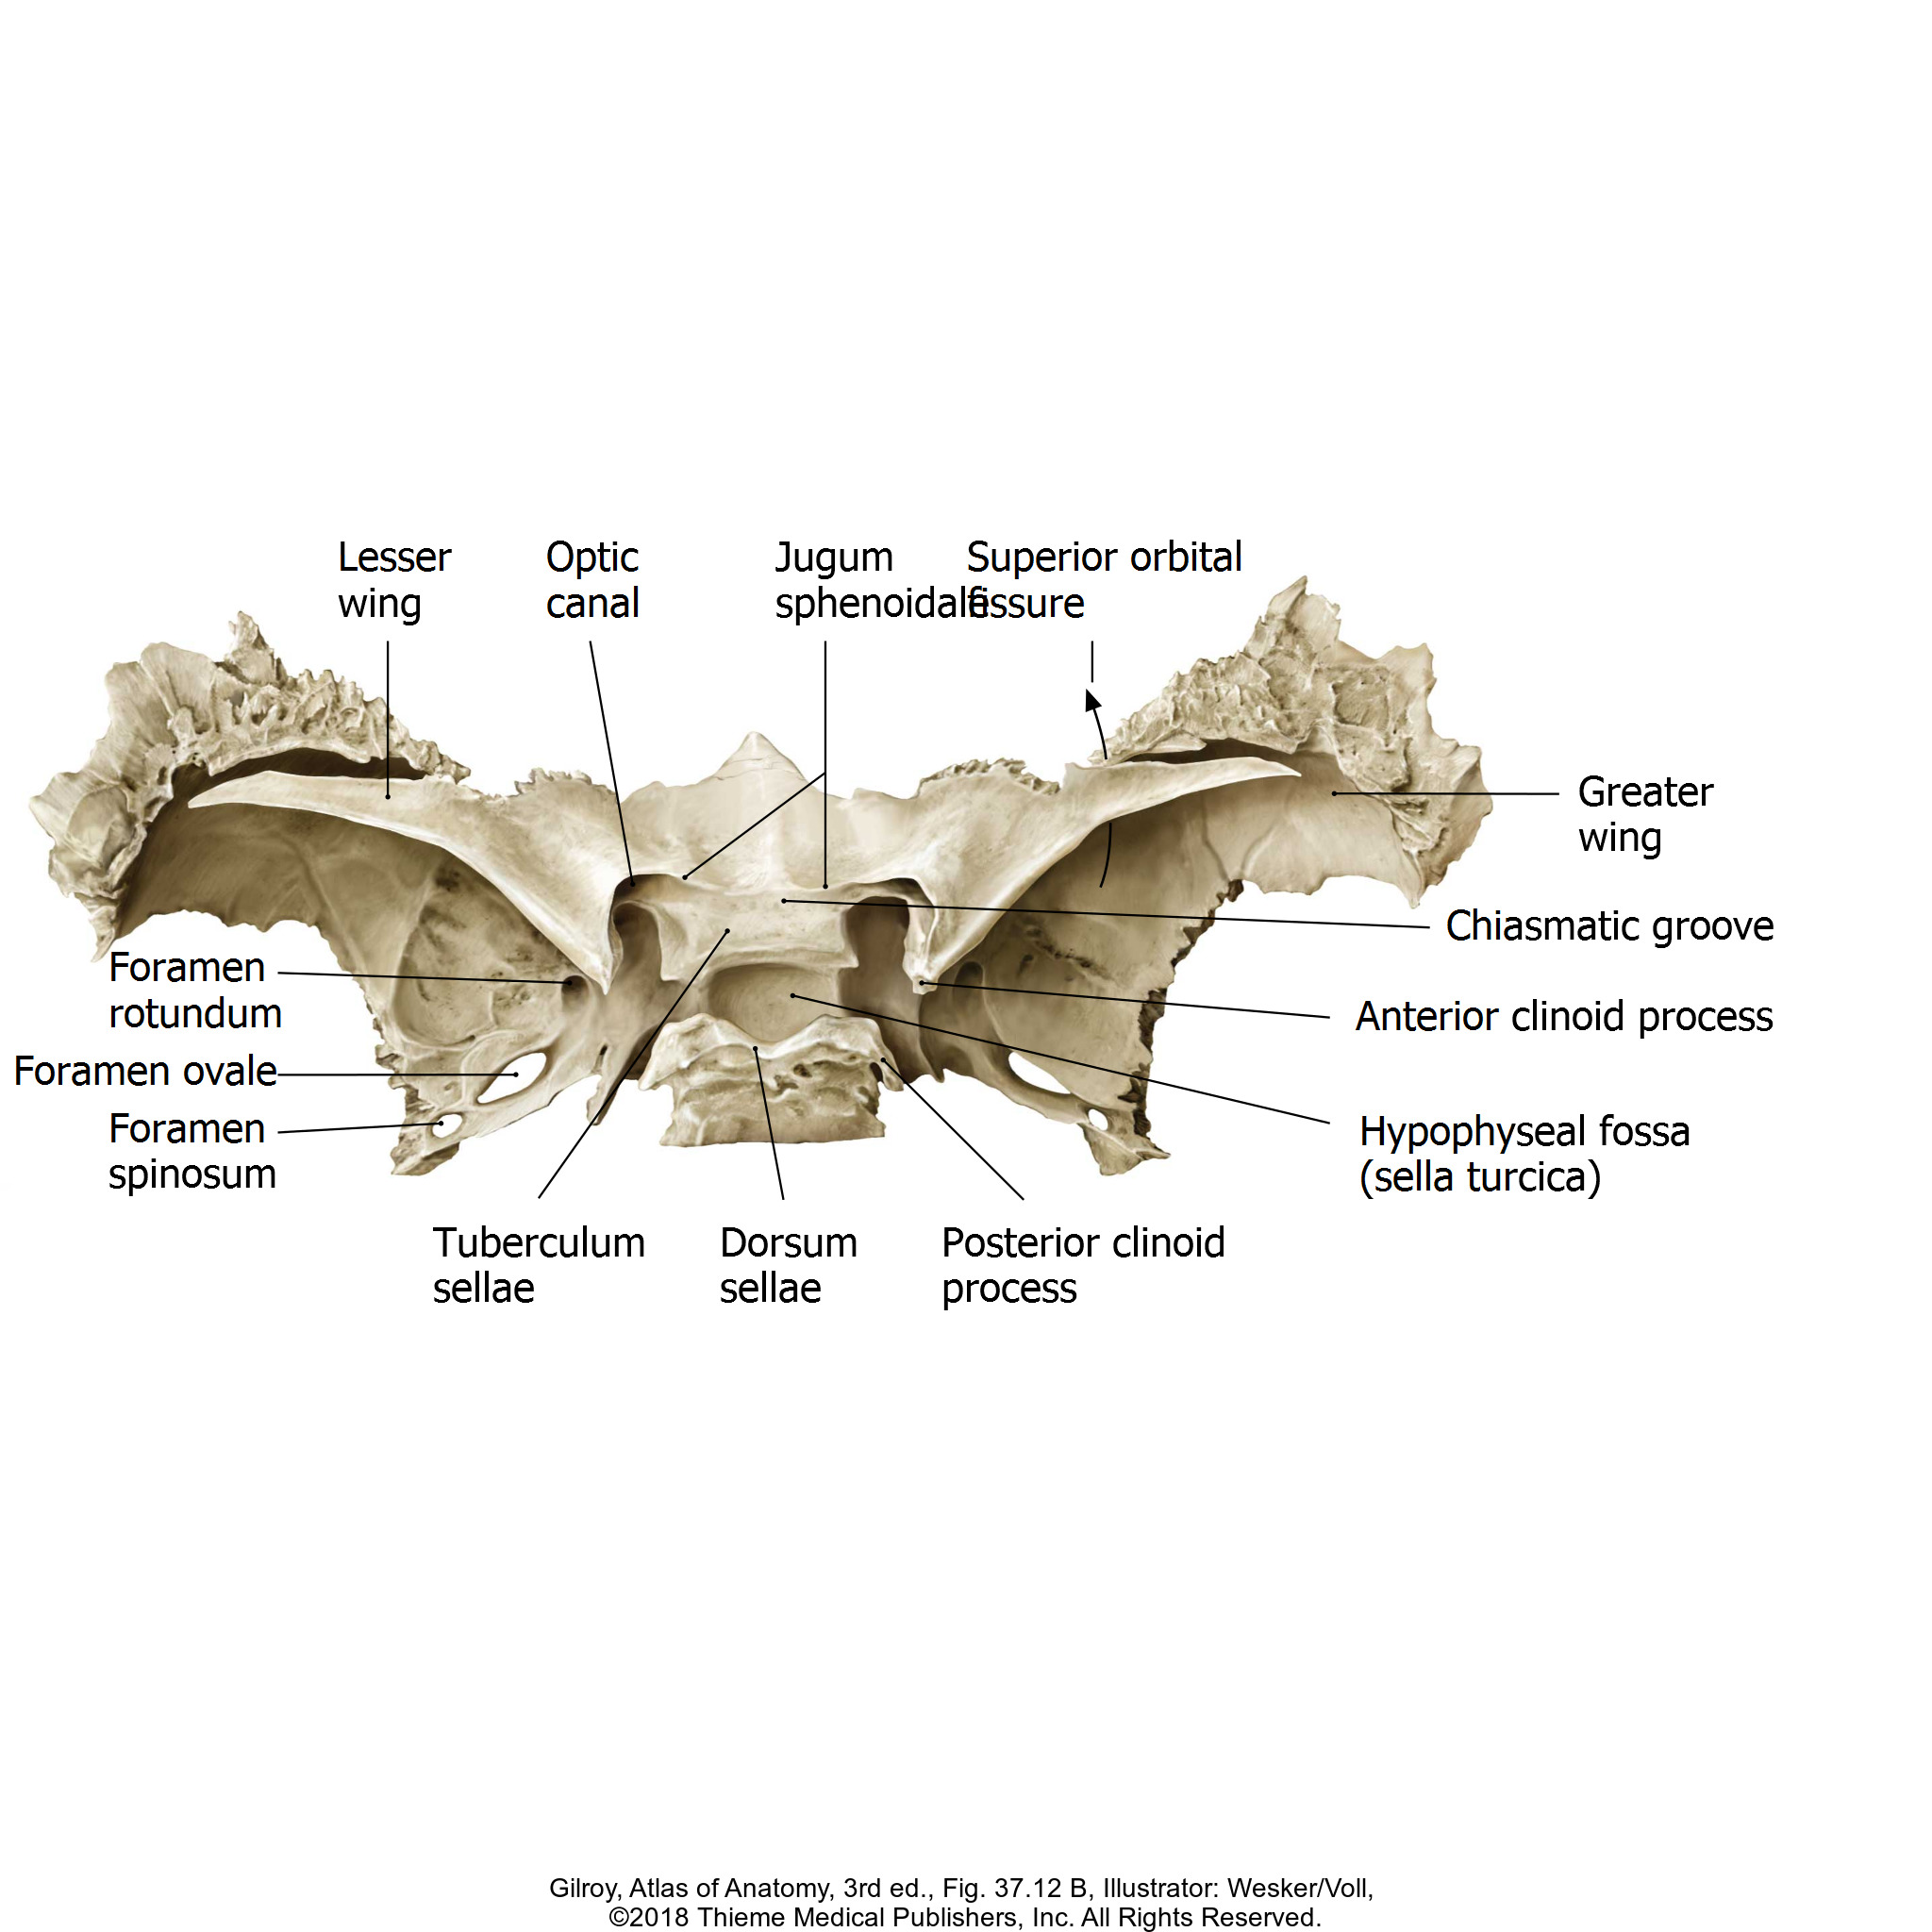 Lesser
wing
Optic
canal
Jugum
sphenoidale
Superior orbital
fissure
Greater
wing
Chiasmatic groove
Foramen
rotundum
Anterior clinoid process
Foramen ovale
Foramen
spinosum
Hypophyseal fossa
(sella turcica)
Tuberculum
sellae
Dorsum
sellae
Posterior clinoid
process
Gilroy, Atlas of Anatomy, 3rd ed., Fig. 37.12 B, Illustrator: Wesker/Voll,
©2018 Thieme Medical Publishers, Inc. All Rights Reserved.